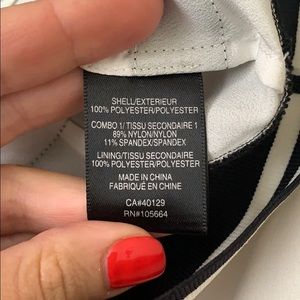 SHELL/EXTERIEUR
100% POLYESTER/POLYESTER
COMBO 1/ TISSU SECONDAIRE 1
89% NYLON/NYLON
11% SPANDEX/SPANDEX
LINING/TISSU SECONDAIRE
100% POLYESTER/POLYESTER
MADE IN CHINA
FABRIQUÉ EN CHINE
CA#40129
RN#105664